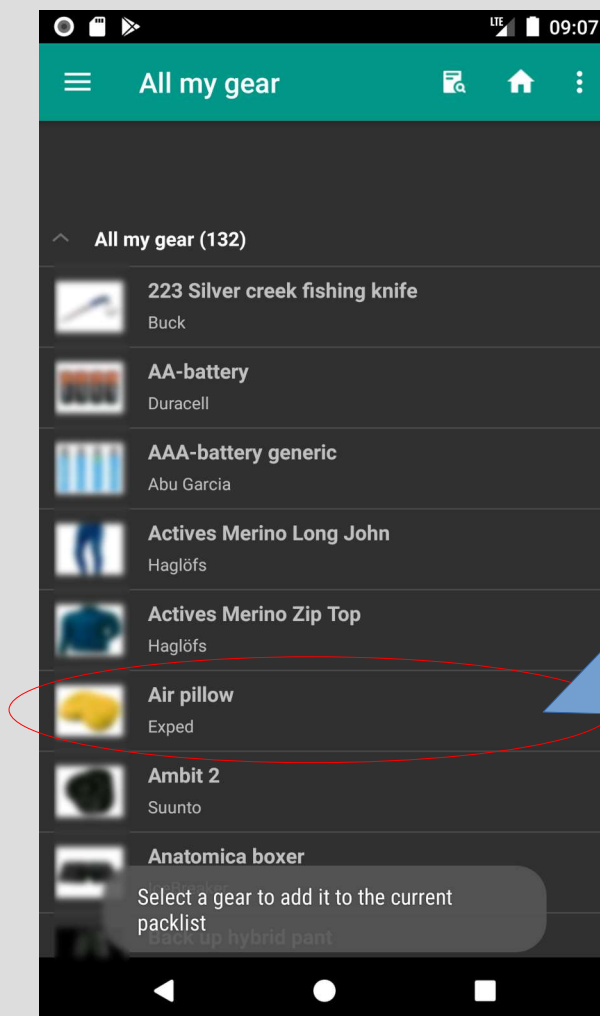 LTE 09:07
All my gear
All my gear (132)
223 Silver creek fishing knife
Buck
AA-battery
Duracell
AAA-battery generic
Abu Garcia
Actives Merino Long John
Haglöfs
Actives Merino Zip Top
Haglöfs
Air pillow
Exped
Ambit 2
Suunto
Anatomica boxer
Select a gear to add it to the current
packlist
Back up hybrid pant